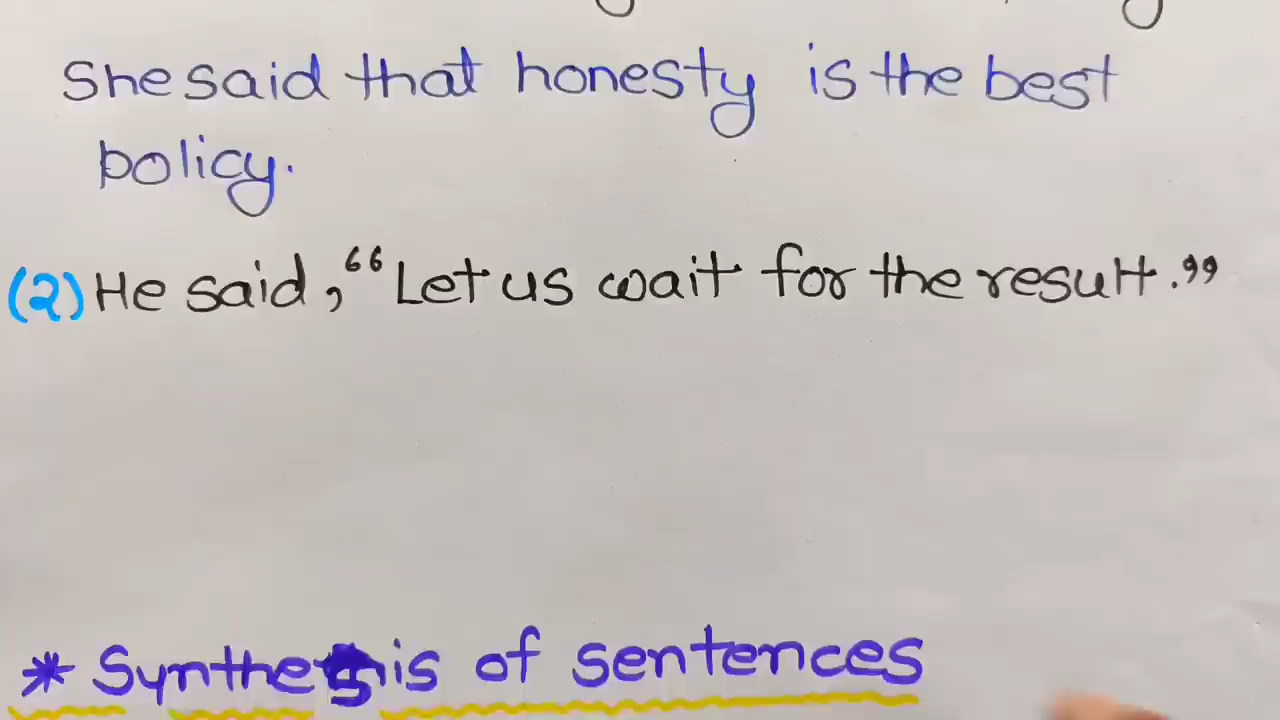 She said that honesty is the best
policy.
(2) He said, “Let us wait for the result.”
* Synthesis of sentences